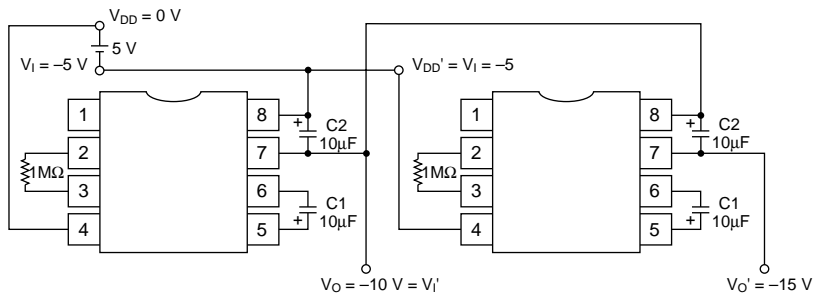 V_DD = 0 V
5 V
V_I = –5 V
V_DD' = V_I = –5
1
2
3
4
8
7
6
5
1MΩ
+
C2
10µF
C1
10µF
+
1
2
3
4
8
7
6
5
1MΩ
+
C2
10µF
C1
10µF
+
V_O = –10 V = V_I'
V_O' = –15 V